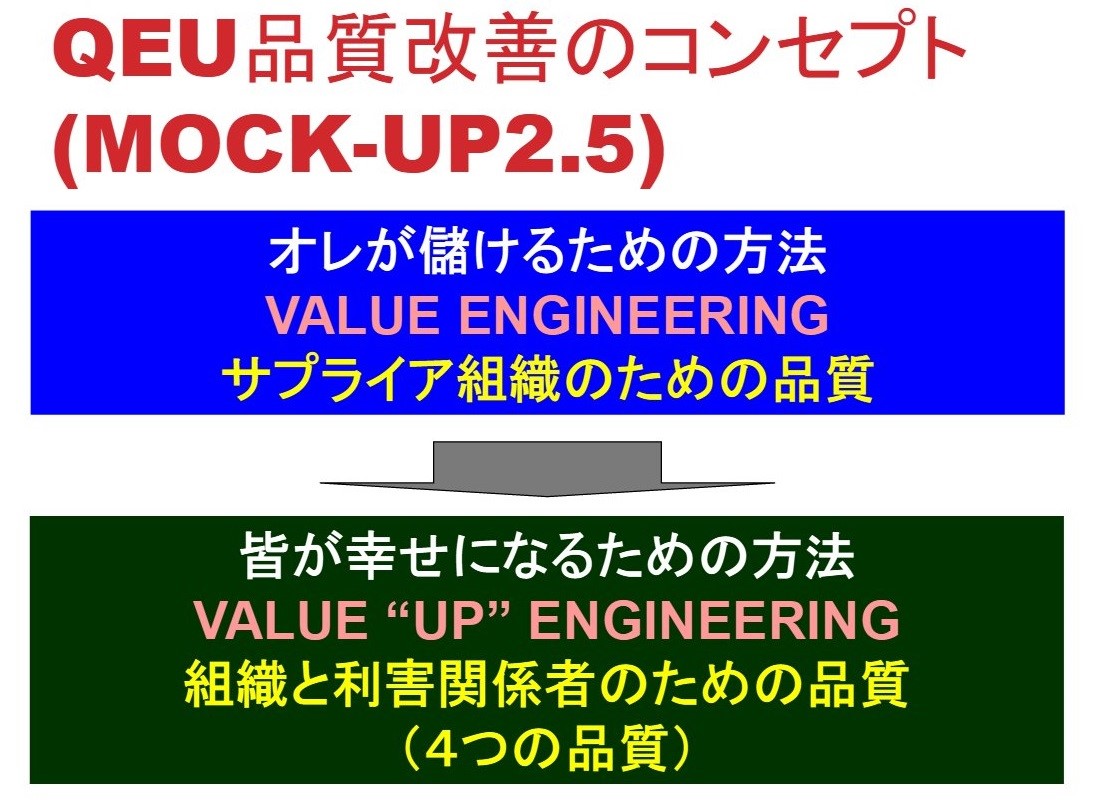 QEU品質改善のコンセプト
(MOCK-UP2.5)
オレが儲けるための方法
VALUE ENGINEERING
サプライア組織のための品質
皆が幸せになるための方法
VALUE “UP” ENGINEERING
組織と利害関係者のための品質
（４つの品質）